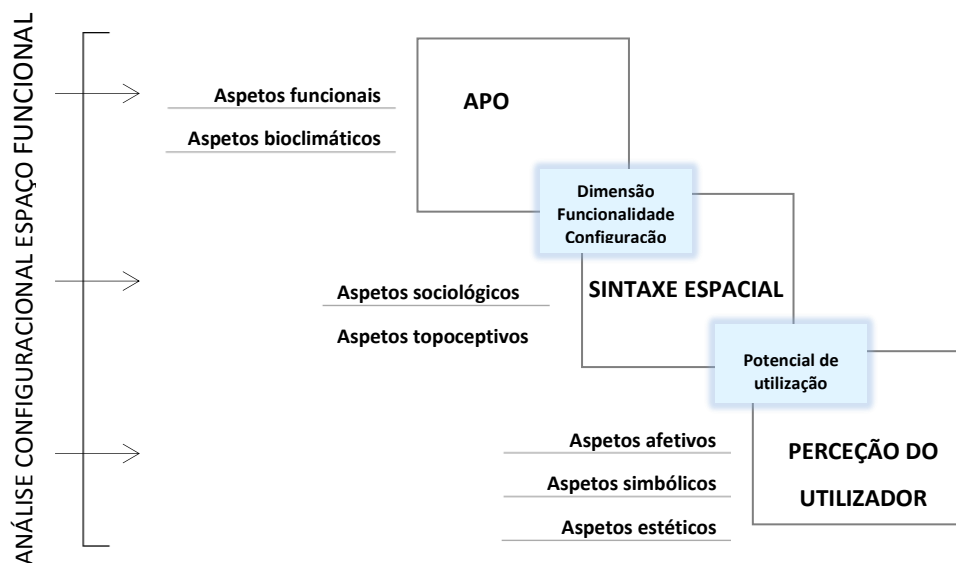 ANÁLISE CONFIGURACIONAL ESPAÇO FUNCIONAL
Aspetos funcionais
Aspetos bioclimáticos
APO
Dimensão
Funcionalidade
Configuração
Aspetos sociológicos
Aspetos topoceptivos
SINTAXE ESPACIAL
Potencial de
utilização
Aspetos afetivos
Aspetos simbólicos
Aspetos estéticos
PERCEÇÃO DO
UTILIZADOR